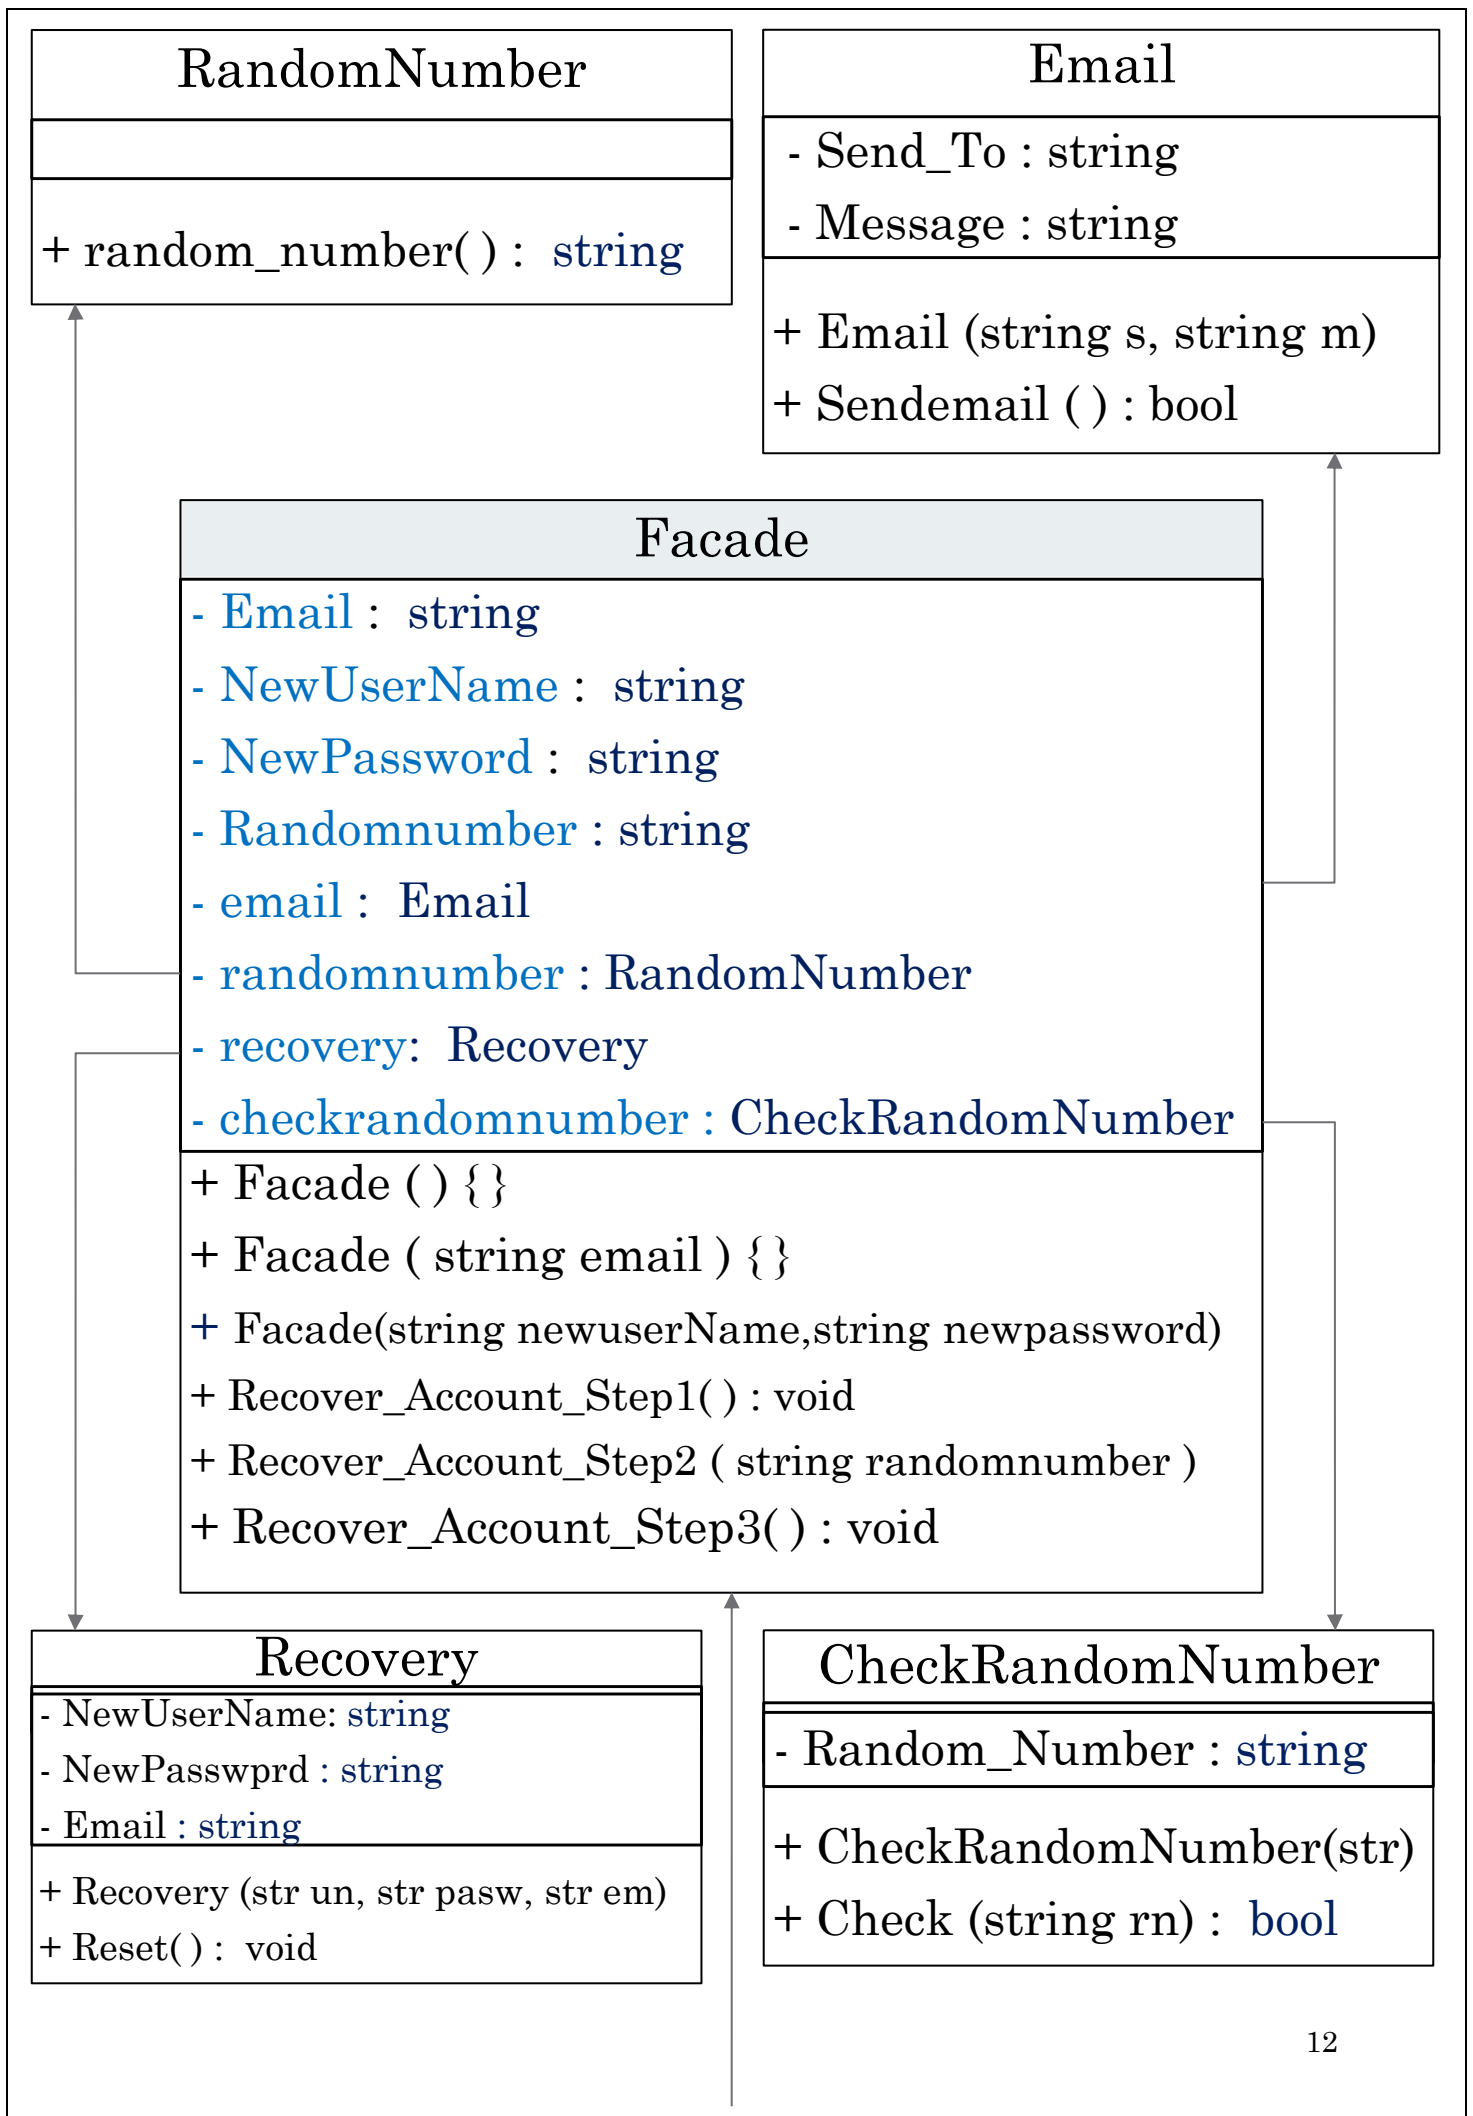 RandomNumber
+ random_number( ) : string
Email
- Send_To : string
- Message : string
+ Email (string s, string m)
+ Sendemail ( ) : bool
Facade
- Email : string
- NewUserName : string
- NewPassword : string
- Randomnumber : string
- email : Email
- randomnumber : RandomNumber
- recovery: Recovery
- checkrandomnumber : CheckRandomNumber
+ Facade ( ) { }
+ Facade ( string email ) { }
+ Facade(string newuserName,string newpassword)
+ Recover_Account_Step1( ) : void
+ Recover_Account_Step2 ( string randomnumber )
+ Recover_Account_Step3( ) : void
Recovery
- NewUserName: string
- NewPasswprd : string
- Email : string
+ Recovery (str un, str pasw, str em)
+ Reset( ) : void
CheckRandomNumber
- Random_Number : string
+ CheckRandomNumber(str)
+ Check (string rn) : bool
12